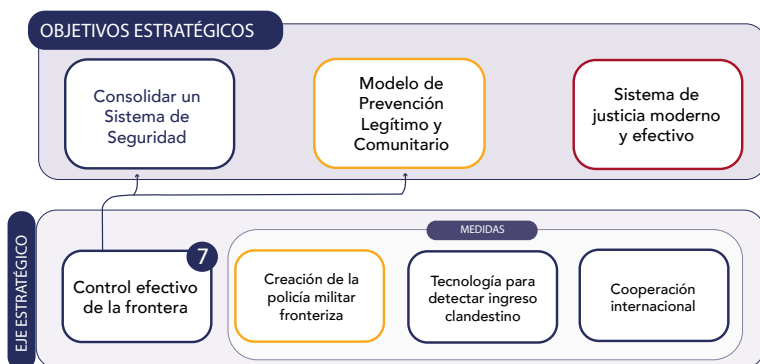 OBJETIVOS ESTRATÉGICOS
Consolidar un
Sistema de
Seguridad
Modelo de
Prevención
Legítimo y
Comunitario
Sistema de
justicia moderno
y efectivo
EJE ESTRATÉGICO
7
Control efectivo
de la frontera
MEDIDAS
Creación de la
policía militar
fronteriza
Tecnología para
detectar ingreso
clandestino
Cooperación
internacional